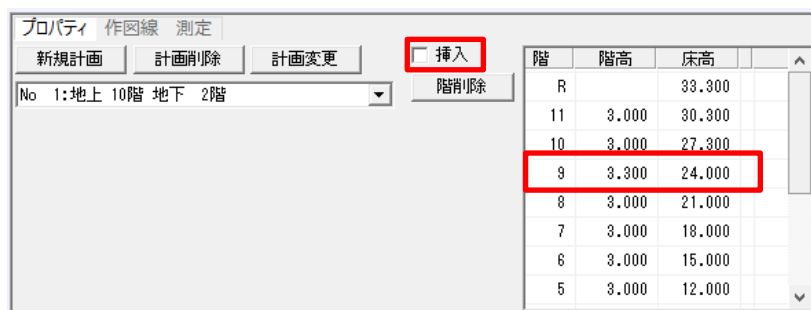 プロパティ 作図線 測定
新規計画 計画削除 計画変更 挿入
No 1:地上 10階 地下 2階 階削除
階 階高 床高
R 33.300
11 3.000 30.300
10 3.000 27.300
9 3.300 24.000
8 3.000 21.000
7 3.000 18.000
6 3.000 15.000
5 3.000 12.000